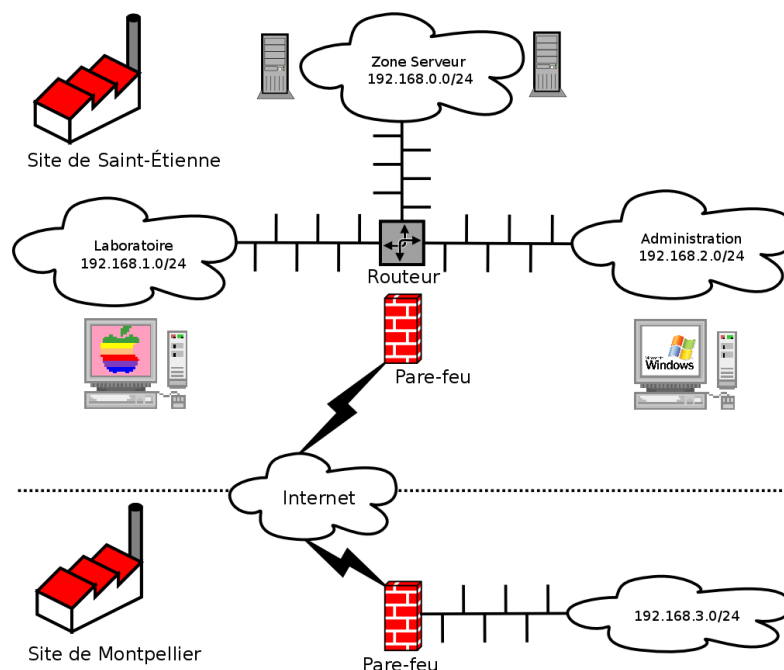 Zone Serveur
192.168.0.0/24
Site de Saint-Étienne
Laboratoire
192.168.1.0/24
Administration
192.168.2.0/24
Routeur
Pare-feu
Windows
Internet
192.168.3.0/24
Site de Montpellier
Pare-feu